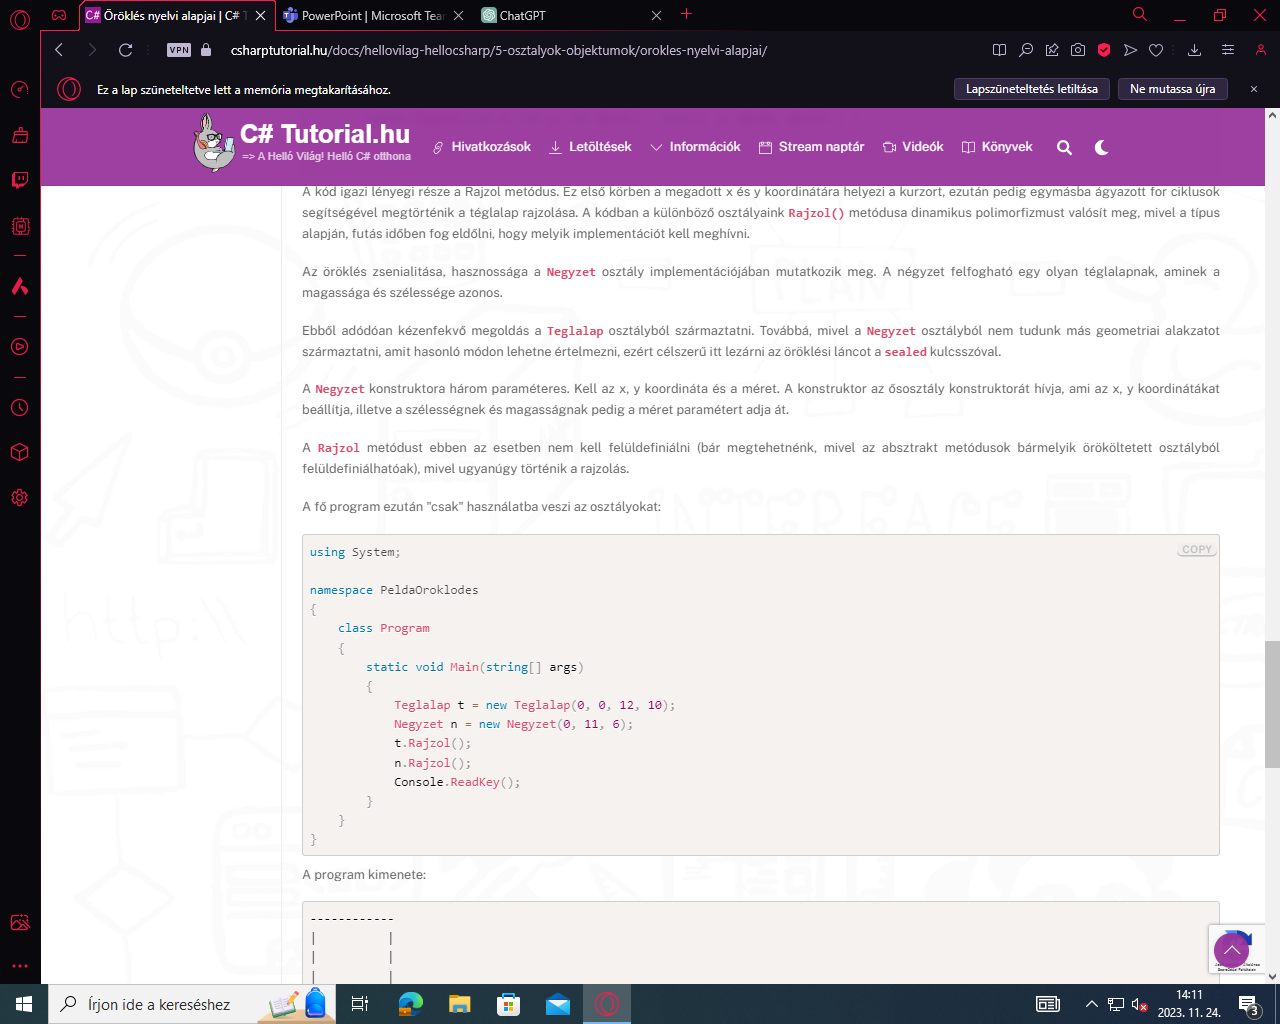 Öröklés nyelvi alapjai | C# T
PowerPoint | Microsoft Tear
ChatGPT
VPN
csharptutorial.hu/docs/hellovilag-hellocsharp/5-osztalyok-objektumok/orokles-nyelvi-alapjai/
Ez a lap szüneteltetve lett a memória megtakarításához.
Lapszüneteltetés letiltása
Ne mutassa újra
C# Tutorial.hu
=> A Helló Világ! Helló C# otthona
Hivatkozások
Letöltések
Információk
Stream naptár
Videók
Könyvek
A kód igazi lényegi része a Rajzol metódus. Ez első körben a megadott x és y koordinátára helyezi a kurzort, ezután pedig egymásba ágyazott for ciklusok
segítségével megtörténik a téglalap rajzolása. A kódban a különböző osztályaink Rajzol() metódusa dinamikus polimorfizmust valósít meg, mivel a típus
alapján, futás időben fog eldőlni, hogy melyik implementációt kell meghívni.
Az öröklés zsenialitása, hasznossága a Negyzet osztály implementációjában mutatkozik meg. A négyzet felfogható egy olyan téglalapnak, aminek a
magassága és szélessége azonos.
Ebből adódóan kézenfekvő megoldás a Teglalap osztályból származtatni. Továbbá, mivel a Negyzet osztályból nem tudunk más geometriai alakzatot
származtatni, amit hasonló módon lehetne értelmezni, ezért célszerű itt lezárni az öröklési láncot a sealed kulcsszóval.
A Negyzet konstruktora három paraméteres. Kell az x, y koordináta és a méret. A konstruktor az ősosztály konstruktorát hívja, ami az x, y koordinátákat
beállítja, illetve a szélességnek és magasságnak pedig a méret paramétert adja át.
A Rajzol metódust ebben az esetben nem kell felüldefiniálni (bár megtehetnénk, mivel az absztrakt metódusok bármelyik örököltetett osztályból
felüldefiniálhatóak), mivel ugyanúgy történik a rajzolás.
A fő program ezután "csak" használatba veszi az osztályokat:
COPY
using System;
namespace PeldaOroklodes
{
class Program
{
static void Main(string[] args)
{
Teglalap t = new Teglalap(0, 0, 12, 10);
Negyzet n = new Negyzet(0, 11, 6);
t.Rajzol();
n.Rajzol();
Console.ReadKey();
}
}
}
A program kimenete:
------------
|          |
|          |
|          |
PLAN
INTERFACE
http:\\
Írjon ide a kereséshez
14:11
2023. 11. 24.
3